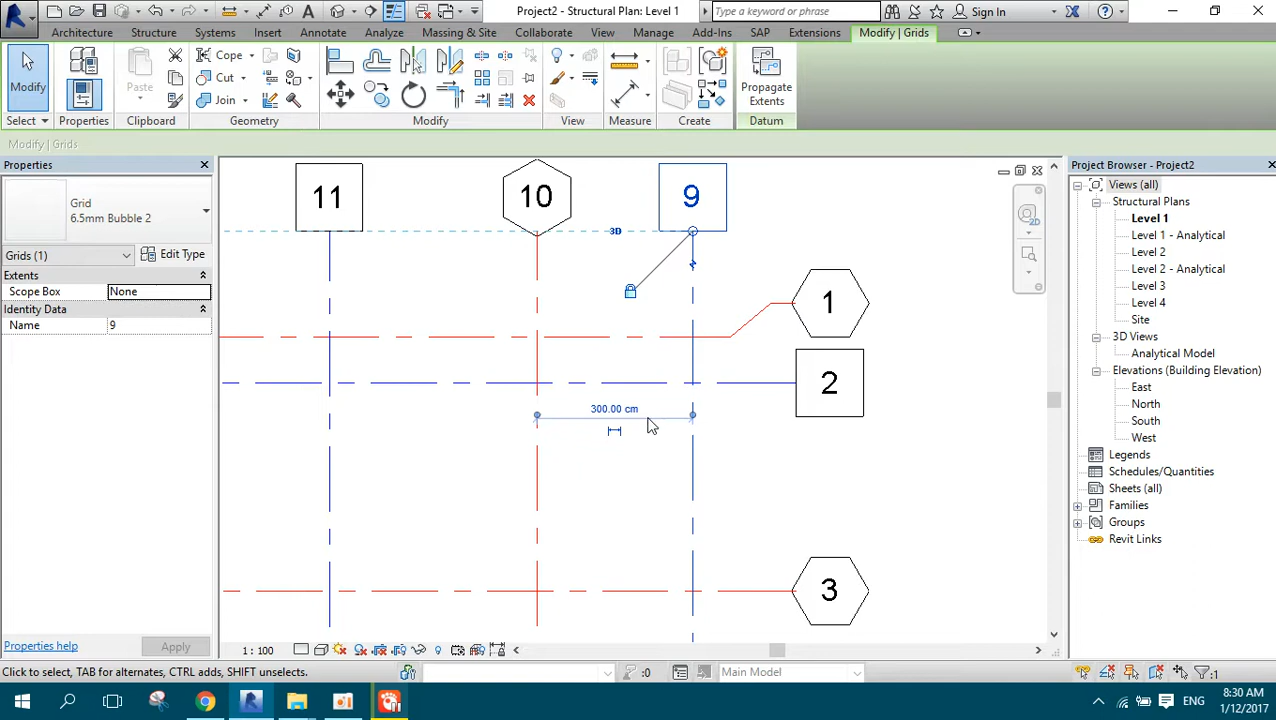 Project2 - Structural Plan: Level 1
Type a keyword or phrase
Sign In
Architecture Structure Systems Insert Annotate Analyze Massing & Site Collaborate View Manage Add-Ins SAP Extensions Modify | Grids
Modify
Paste
Cope
Cut
Join
Propagate Extents
Select
Properties
Clipboard
Geometry
Modify
View
Measure
Create
Datum
Modify | Grids
Properties
Grid
6.5mm Bubble 2
Grids (1)
Edit Type
Extents
Scope Box
None
Identity Data
Name
9
Properties help
Apply
11
10
9
3D
1
2
300.00 cm
3
2D
Project Browser - Project2
Views (all)
Structural Plans
Level 1
Level 1 - Analytical
Level 2
Level 2 - Analytical
Level 3
Level 4
Site
3D Views
Analytical Model
Elevations (Building Elevation)
East
North
South
West
Legends
Schedules/Quantities
Sheets (all)
Families
Groups
Revit Links
1 : 100
Click to select, TAB for alternates, CTRL adds, SHIFT unselects.
:0
Main Model
:1
ENG
8:30 AM
1/12/2017